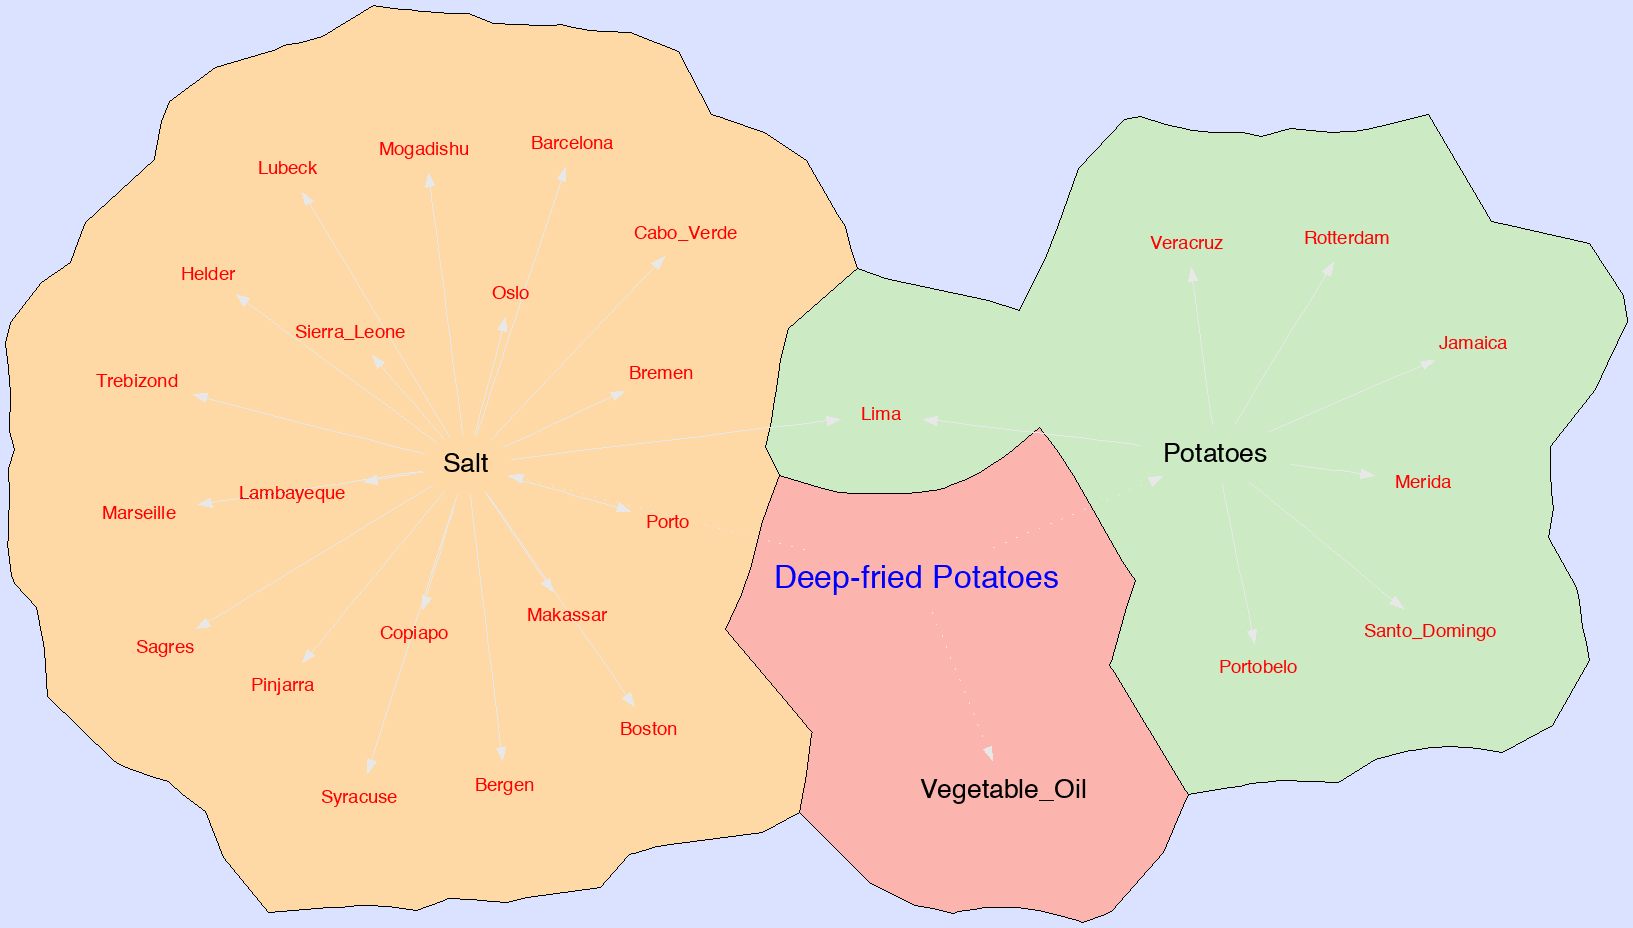 Barcelona
Mogadishu
Lubeck
Cabo_Verde
Rotterdam
Veracruz
Helder
Oslo
Sierra_Leone
Jamaica
Bremen
Trebizond
Lima
Potatoes
Salt
Merida
Lambayeque
Marseille
Porto
Deep-fried Potatoes
Makassar
Santo_Domingo
Copiapo
Sagres
Portobelo
Pinjarra
Boston
Bergen
Vegetable_Oil
Syracuse